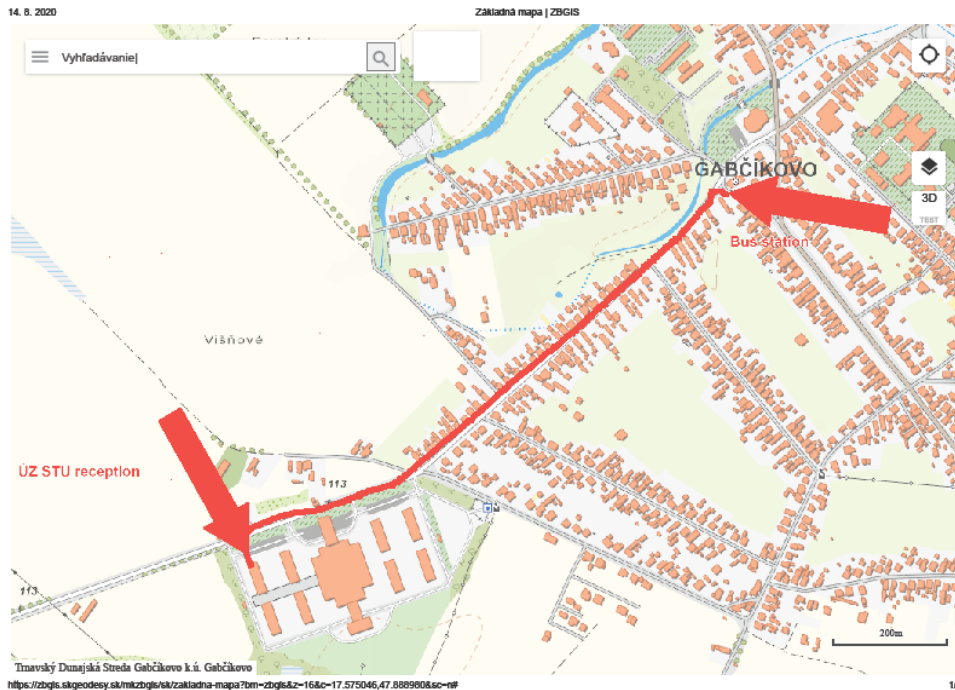 14. 8. 2020
Základná mapa | ZBGIS
Vyhľadávanie
GABČÍKOVO
3D
TEST
Bus station
Višňové
ÚZ STU reception
113
113
200m
Trnavský Dunajská Streda Gabčíkovo k.ú. Gabčíkovo
https://zbgis.skgeodesy.sk/mkzbgis/sk/zakladna-mapa?bm=zbgis&z=16&c=17.575046,47.888980&sc=n#